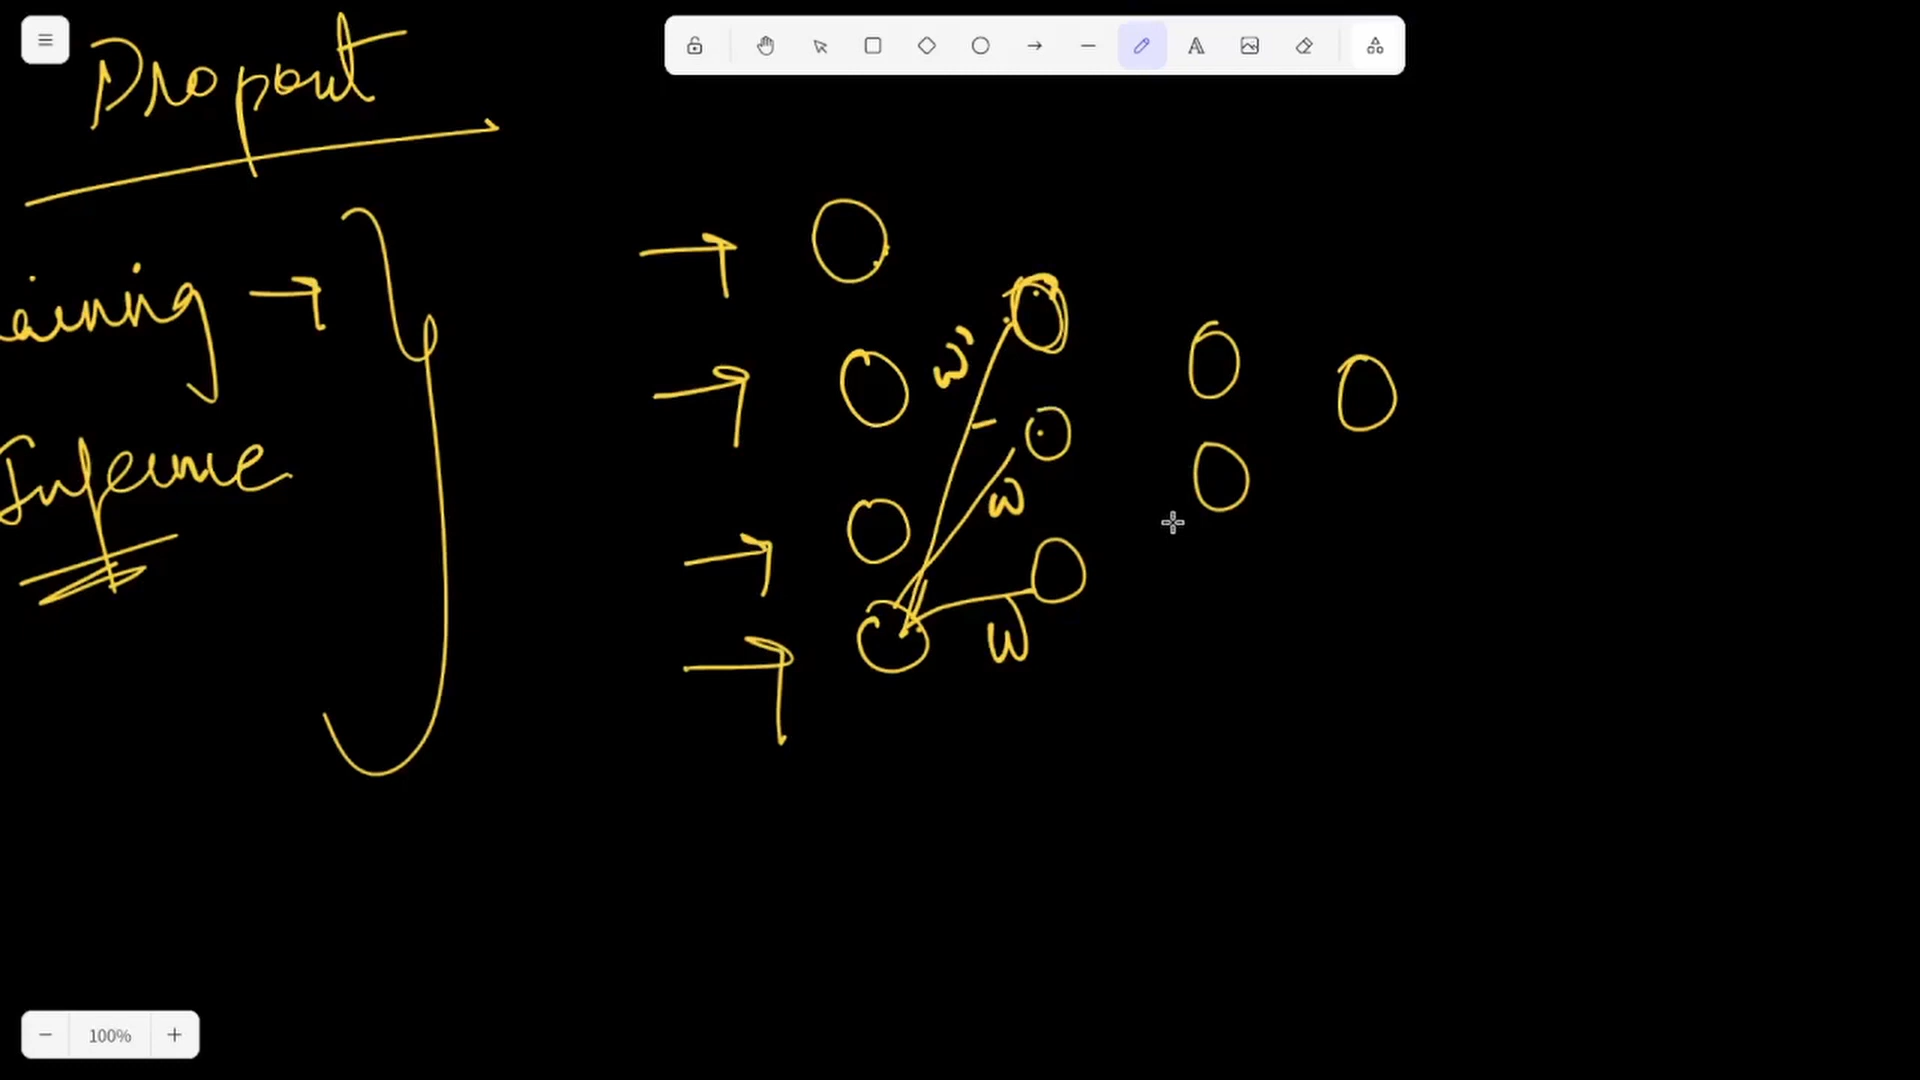 Dropout
aining →
Inference
w'
w
w
100%